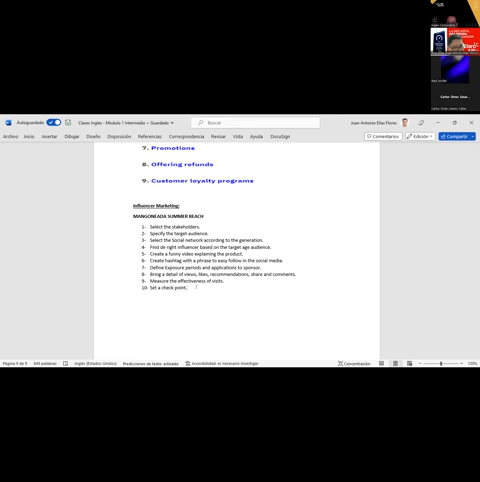 Autoguardado
Clases Ingles - Modulo 1 Intermedio • Guardado
Buscar
Juan Antonio Elias Flores
Archivo Inicio Insertar Dibujar Diseño Disposición Referencias Correspondencia Revisar Vista Ayuda DocuSign
Comentarios Edición Compartir
7. Promotions
8. Offering refunds
9. Customer loyalty programs
Influencer Marketing:
MANGONEADA SUMMER BEACH
1- Select the stakeholders.
2- Specify the target audience.
3- Select the Social network according to the generation.
4- Find de right influencer based on the target age audience.
5- Create a funny video explaining the product.
6- Create hashtag with a phrase to easy follow in the social media.
7- Define Exposure periods and applications to sponsor.
8- Bring a detail of views, likes, recommendations, share and comments.
9- Measure the effectiveness of visits.
10- Set a check point.
Página 9 de 9
palabras
Inglés (Estados Unidos)
Predicciones de texto: activado
Accesibilidad: es necesario investigar
Concentración
100%
Claro
Carlos Omar Casar...